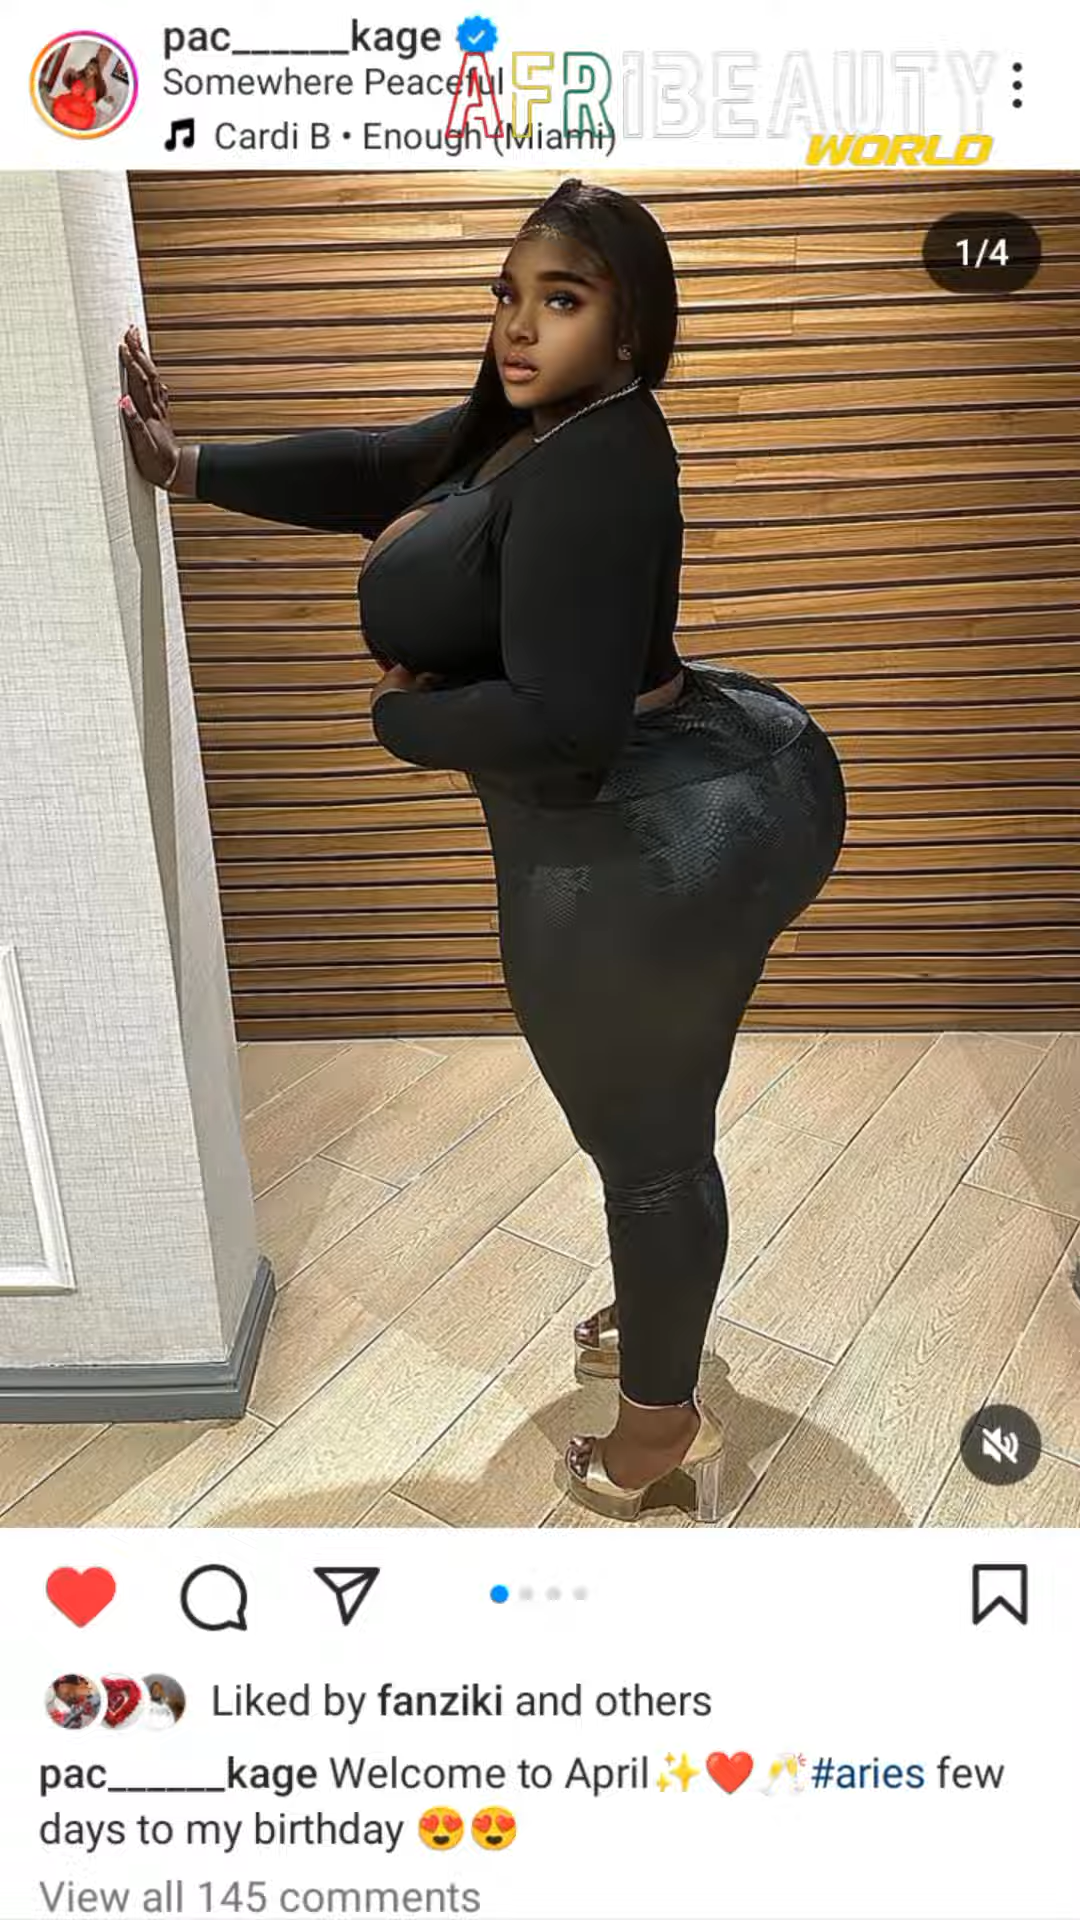 pac______kage
AFRIBEAUTY
WORLD
Somewhere Peaceful
Cardi B • Enough (Miami)
1/4
Liked by fanziki and others
pac______kage Welcome to April✨❤️🥂#aries few
days to my birthday 😍😍
View all 145 comments